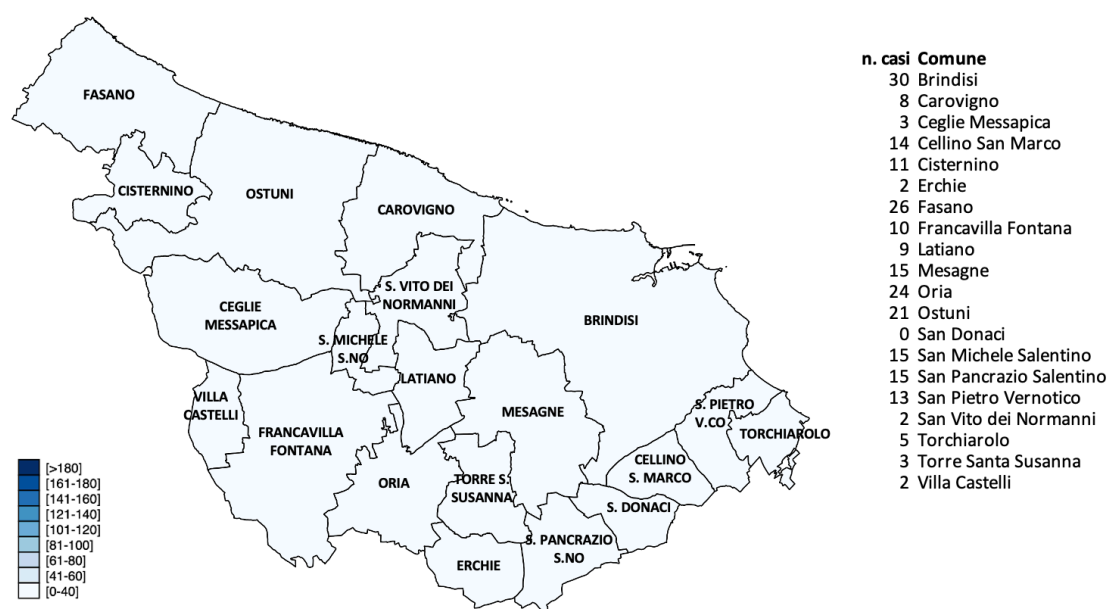 FASANO
CISTERNINO
OSTUNI
CAROVIGNO
S. VITO DEI
NORMANNI
CEGLIE
MESSAPICA
BRINDISI
S. MICHELE
S.NO
LATIANO
VILLA
CASTELLI
MESAGNE
S. PIETRO
V.CO
TORCHIAROLO
FRANCAVILLA
FONTANA
CELLINO
S. MARCO
ORIA
TORRE S.
SUSANNA
S. DONACI
S. PANCRAZIO
S.NO
ERCHIE
[>180]
[161-180]
[141-160]
[121-140]
[101-120]
[81-100]
[61-80]
[41-60]
[0-40]
n. casi Comune
30 Brindisi
8 Carovigno
3 Ceglie Messapica
14 Cellino San Marco
11 Cisternino
2 Erchie
26 Fasano
10 Francavilla Fontana
9 Latiano
15 Mesagne
24 Oria
21 Ostuni
0 San Donaci
15 San Michele Salentino
15 San Pancrazio Salentino
13 San Pietro Vernotico
2 San Vito dei Normanni
5 Torchiarolo
3 Torre Santa Susanna
2 Villa Castelli